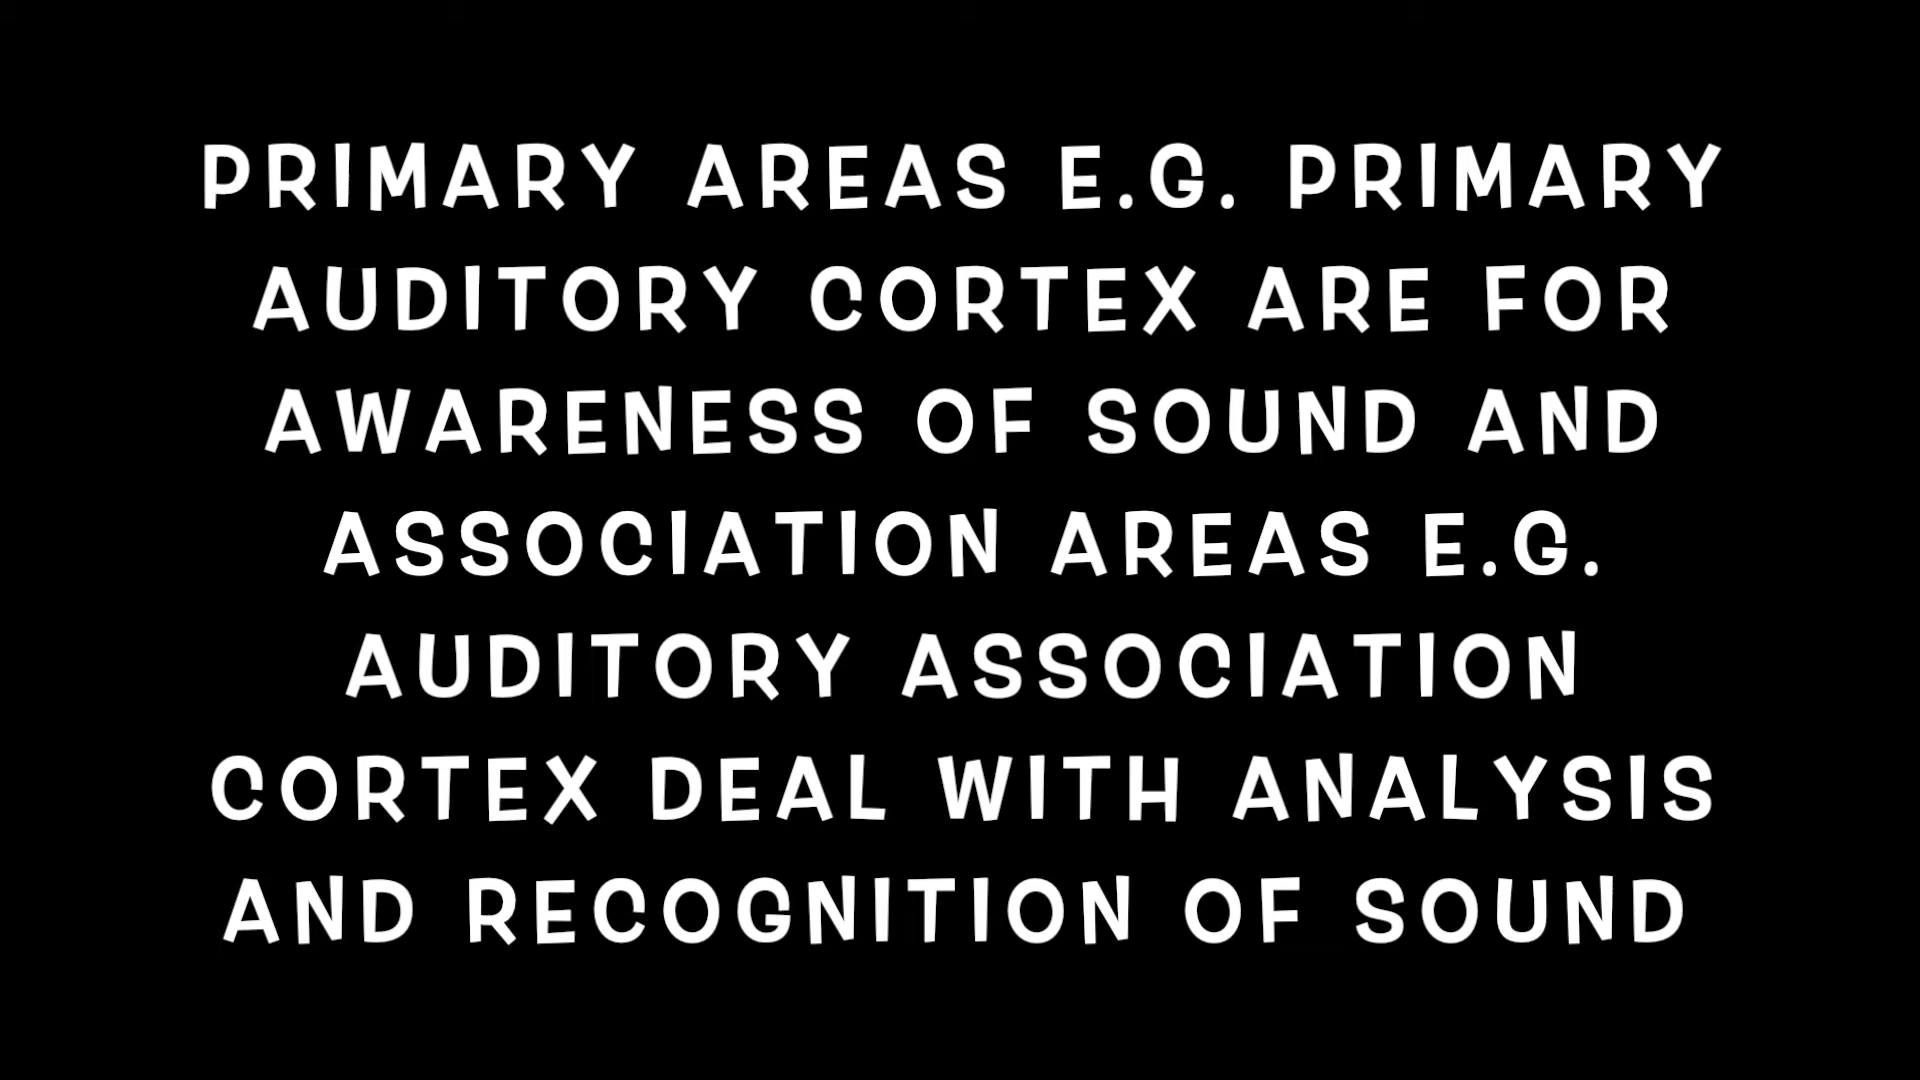 PRIMARY AREAS E.G. PRIMARY
AUDITORY CORTEX ARE FOR
AWARENESS OF SOUND AND
ASSOCIATION AREAS E.G.
AUDITORY ASSOCIATION
CORTEX DEAL WITH ANALYSIS
AND RECOGNITION OF SOUND